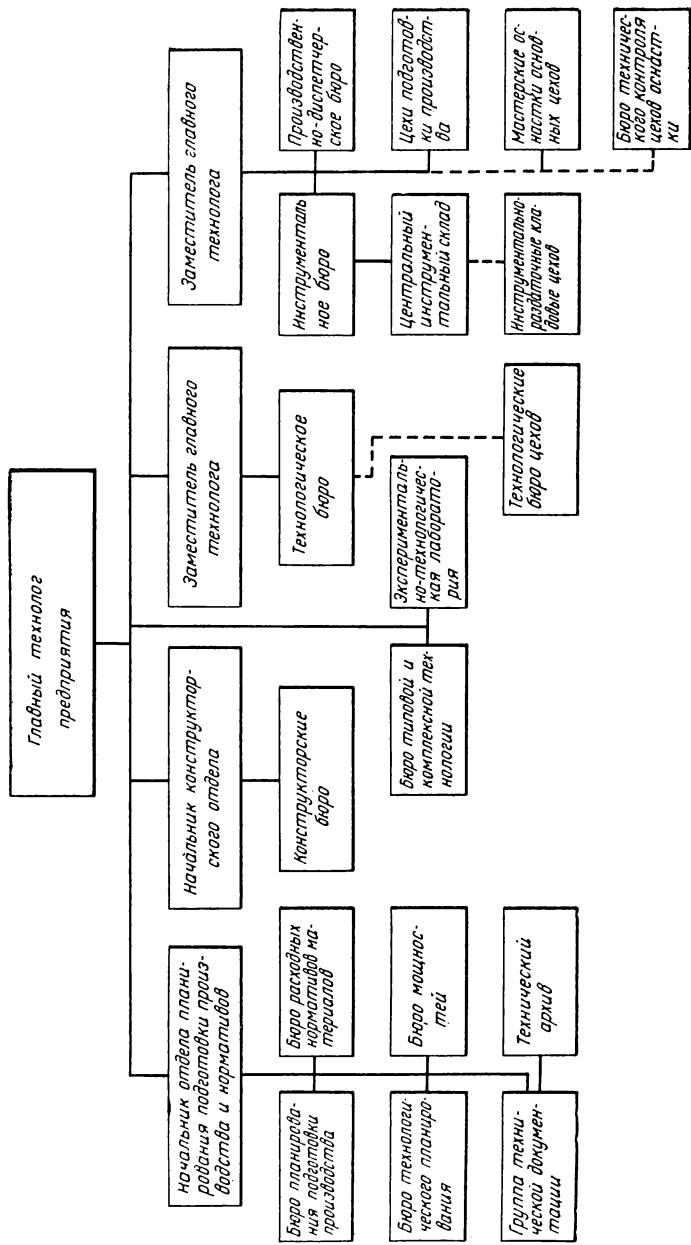 Главный технолог
предприятия
Начальник отдела плани-
рования подготовки произ-
водства и нормативов
Начальник конструктор-
ского отдела
Заместитель главного
технолога
Заместитель главного
технолога
Бюро планирова-
ния подготовки
производства
Бюро расходных
нормативов ма-
териалов
Конструкторские
бюро
Технологическое
бюро
Инструменталь
ное бюро
Производствен-
но-диспетчер-
ское бюро
Бюро технологи-
ческого планиро-
вания
Бюро мощнос-
тей
Бюро типовой и
комплексной тех-
нологии
Эксперименталь-
но-технологичес-
кая лаборато-
рия
Центральный
инструмен-
тальный склад
Цехи подготов-
ки производст-
ва
Группа техни-
ческой докумен-
тации
Технический
архив
Технологические
бюро цехов
Инструментально-
раздаточные кла-
довые цехов
Мастерские ос-
настки основ-
ных цехов
Бюро техничес-
кого контроля
цехов оснаст-
ки